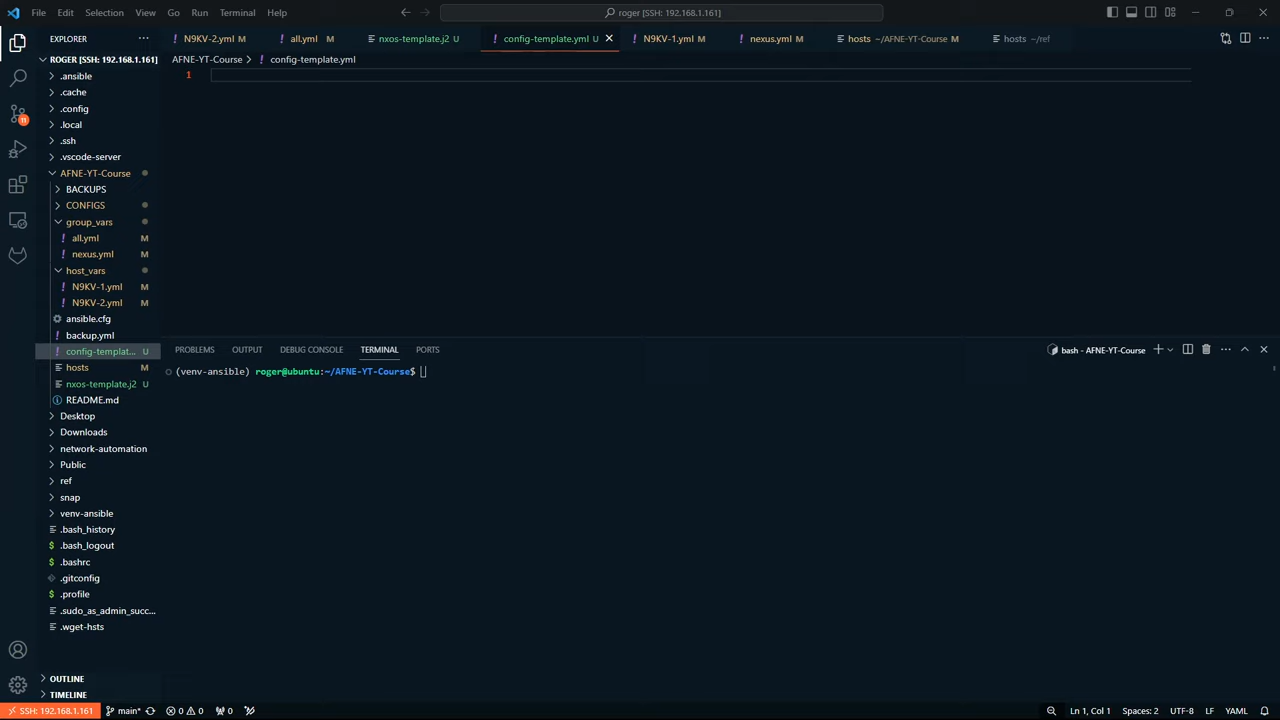 File Edit Selection View Go Run Terminal Help
roger [SSH: 192.168.1.161]
EXPLORER
N9KV-2.yml M
all.yml M
nxos-template.j2 U
config-template.yml U
N9KV-1.yml M
nexus.yml M
hosts ~/AFNE-YT-Course M
hosts ~/ref
ROGER [SSH: 192.168.1.161]
AFNE-YT-Course > config-template.yml
1
.ansible
.cache
.config
.local
.ssh
.vscode-server
AFNE-YT-Course
BACKUPS
CONFIGS
group_vars
all.yml M
nexus.yml M
host_vars
N9KV-1.yml M
N9KV-2.yml M
ansible.cfg
backup.yml
config-templat... U
hosts
nxos-template.j2 U
README.md
Desktop
Downloads
network-automation
Public
ref
snap
venv-ansible
.bash_history
.bash_logout
.bashrc
.gitconfig
.profile
.sudo_as_admin_succ...
.wget-hsts
OUTLINE
TIMELINE
11
PROBLEMS OUTPUT DEBUG CONSOLE TERMINAL PORTS
bash - AFNE-YT-Course
(venv-ansible) roger@ubuntu:~/AFNE-YT-Course$
SSH: 192.168.1.161 main* 0 0 0
Ln 1, Col 1 Spaces: 2 UTF-8 LF YAML